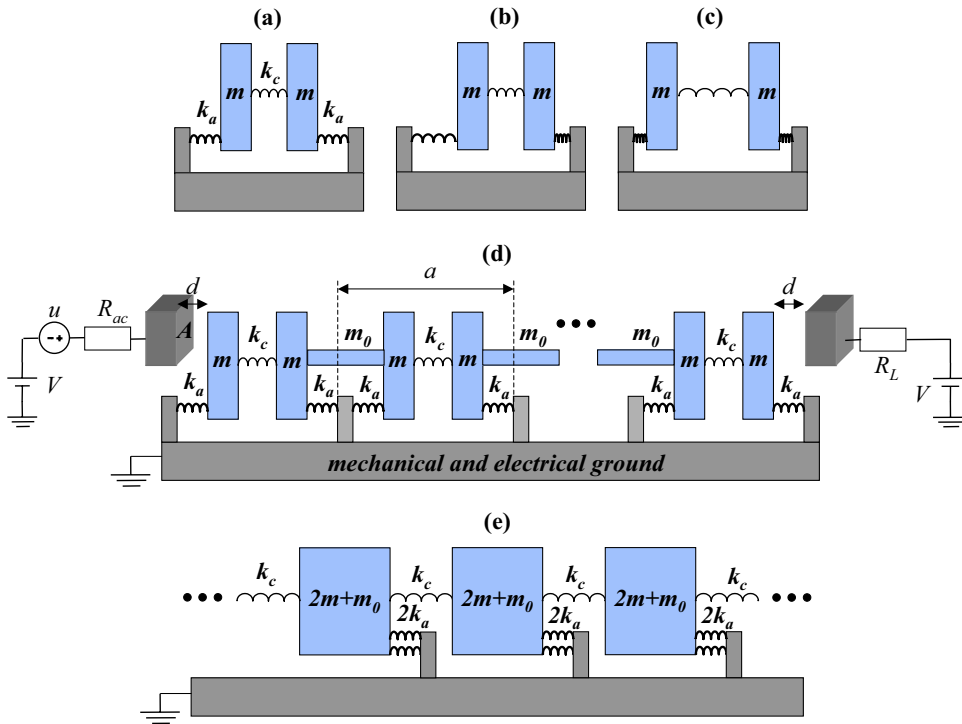 (a) (b) (c)
k_c
m m m m m m
k_a k_a
(d)
a
d d
u R_ac A m_0 m_0 m_0
k_c k_c k_c
m m m m m m
V k_a k_a k_a k_a k_a k_a R_L V
mechanical and electrical ground
(e)
k_c k_c k_c k_c
2m+m_0 2m+m_0 2m+m_0
2k_a 2k_a 2k_a